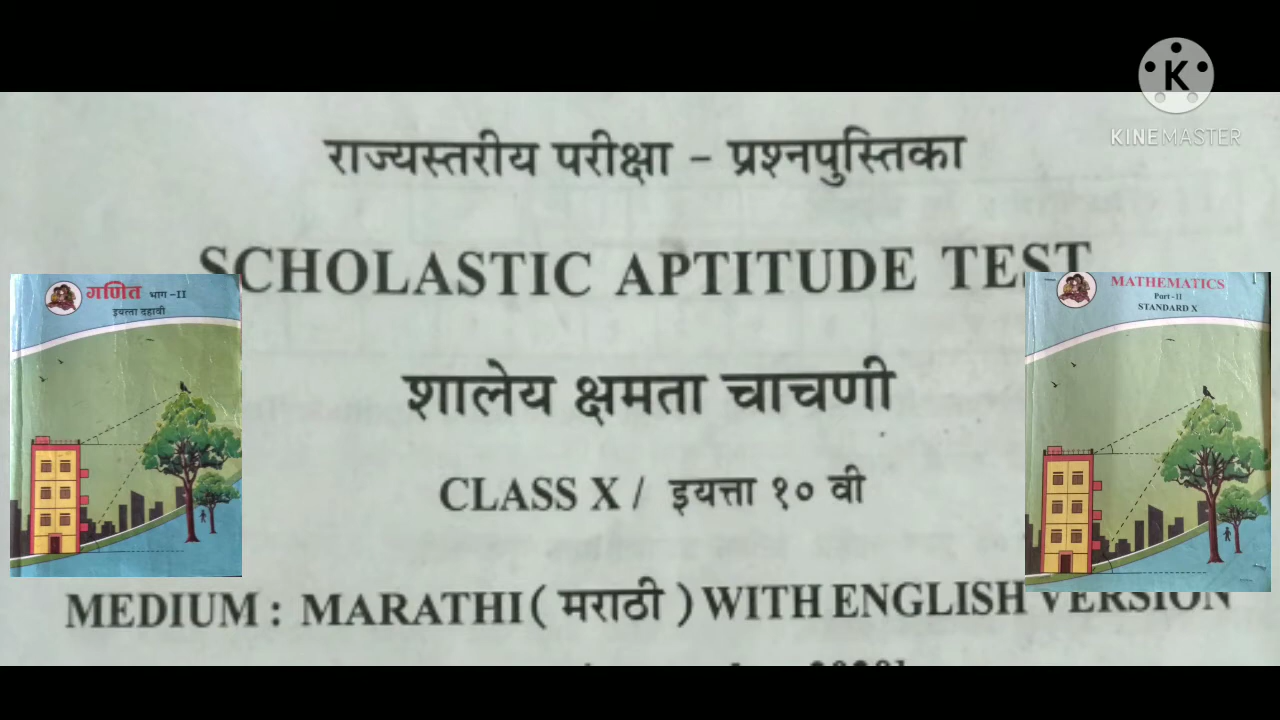 KINEMASTER
राज्यस्तरीय परीक्षा - प्रश्नपुस्तिका
SCHOLASTIC APTITUDE TEST
गणित भाग -II
इयत्ता दहावी
MATHEMATICS
Part-II
STANDARD X
शालेय क्षमता चाचणी
CLASS X / इयत्ता १० वी
MEDIUM : MARATHI ( मराठी ) WITH ENGLISH VERSION